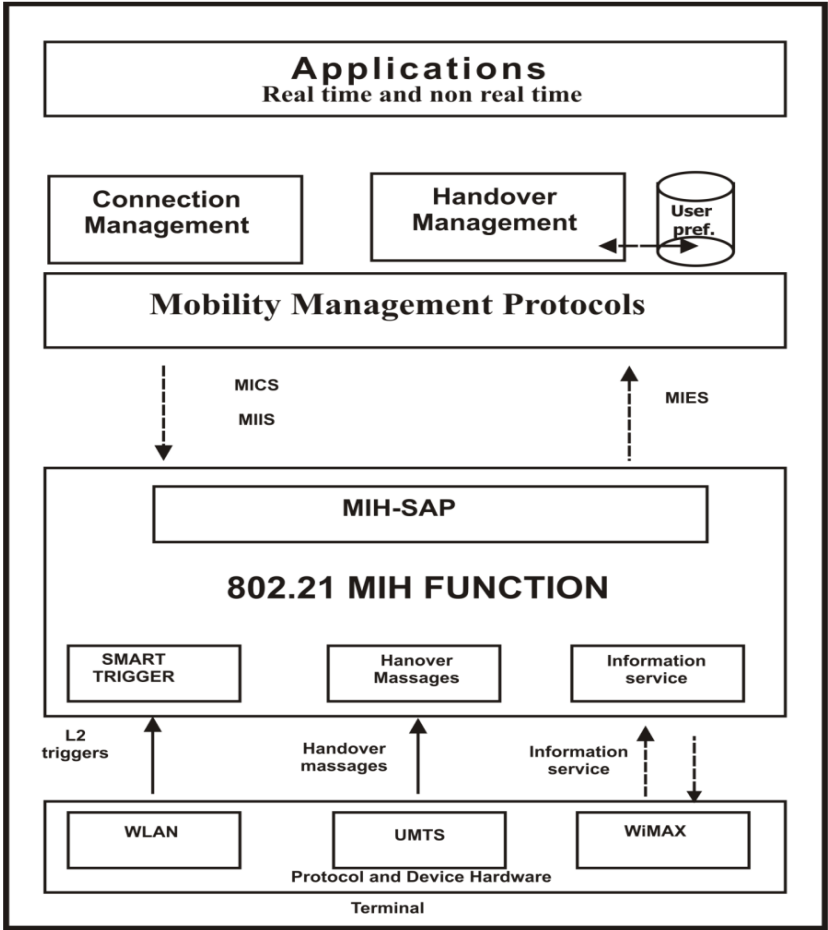 Applications
Real time and non real time
Connection
Management
Handover
Management
User
pref.
Mobility Management Protocols
MICS
MIIS
MIES
MIH-SAP
802.21 MIH FUNCTION
SMART
TRIGGER
Hanover
Massages
Information
service
L2
triggers
Handover
massages
Information
service
WLAN
UMTS
WiMAX
Protocol and Device Hardware
Terminal